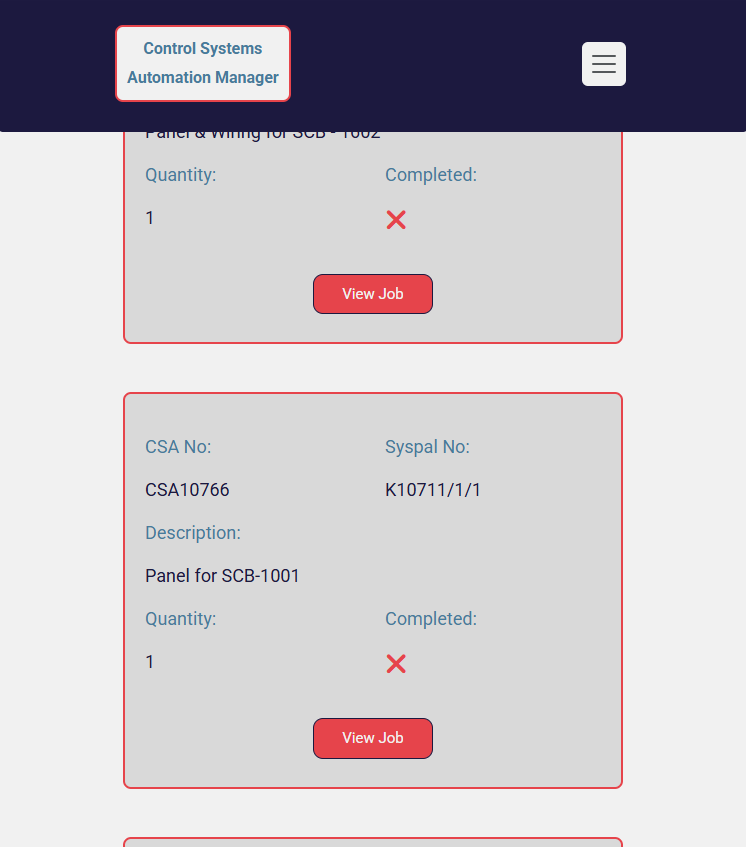 Control Systems
Automation Manager
Panel & Wiring for SCB - 1002
Quantity: Completed:
1
View Job
CSA No: Syspal No:
CSA10766 K10711/1/1
Description:
Panel for SCB-1001
Quantity: Completed:
1
View Job